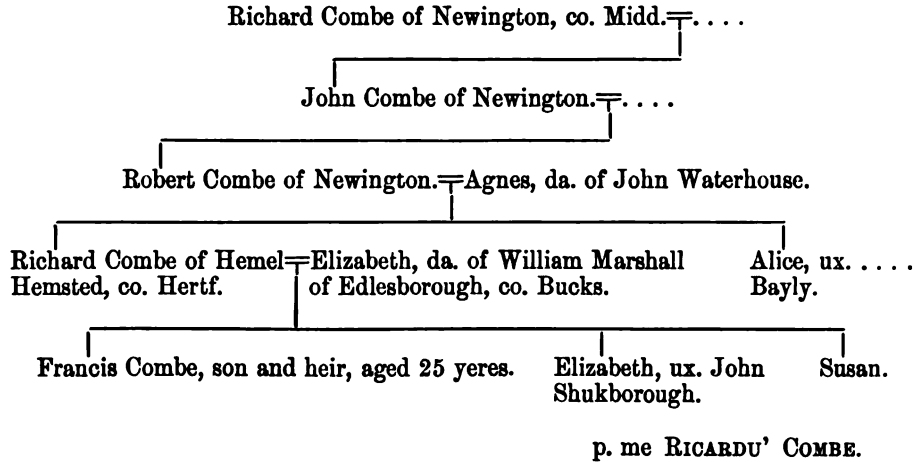 Richard Combe of Newington, co. Midd.=. . . .
John Combe of Newington.=. . . .
Robert Combe of Newington.=Agnes, da. of John Waterhouse.
Richard Combe of Hemel=Elizabeth, da. of William Marshall Alice, ux. . . . .
Hemsted, co. Hertf. of Edlesborough, co. Bucks. Bayly.
Francis Combe, son and heir, aged 25 yeres. Elizabeth, ux. John Susan.
Shukborough.
p. me RICARDU' COMBE.